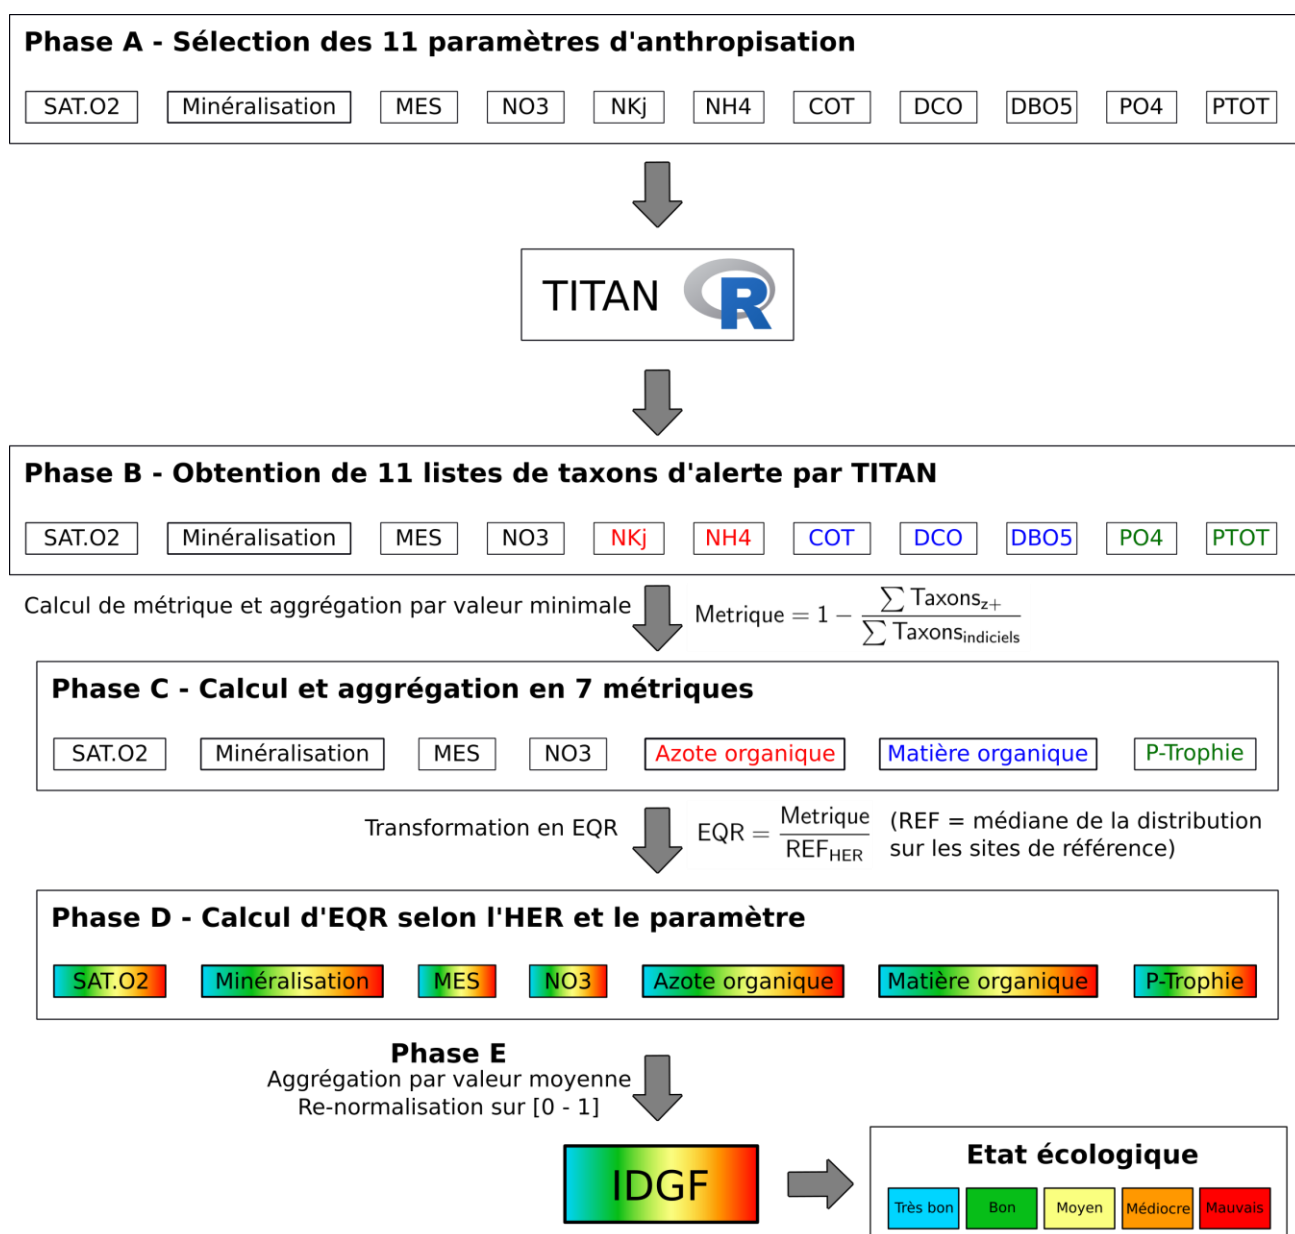 Phase A - Sélection des 11 paramètres d'anthropisation
SAT.O2 Minéralisation MES NO3 NKj NH4 COT DCO DBO5 PO4 PTOT
TITAN R
Phase B - Obtention de 11 listes de taxons d'alerte par TITAN
SAT.O2 Minéralisation MES NO3 NKj NH4 COT DCO DBO5 PO4 PTOT
Calcul de métrique et aggrégation par valeur minimale
Metrique = 1 − ∑ Taxons_z+ / ∑ Taxons_indiciels
Phase C - Calcul et aggrégation en 7 métriques
SAT.O2 Minéralisation MES NO3 Azote organique Matière organique P-Trophie
Transformation en EQR
EQR = Metrique / REF_HER
(REF = médiane de la distribution
sur les sites de référence)
Phase D - Calcul d'EQR selon l'HER et le paramètre
SAT.O2 Minéralisation MES NO3 Azote organique Matière organique P-Trophie
Phase E
Aggrégation par valeur moyenne
Re-normalisation sur [0 - 1]
IDGF
Etat écologique
Très bon Bon Moyen Médiocre Mauvais